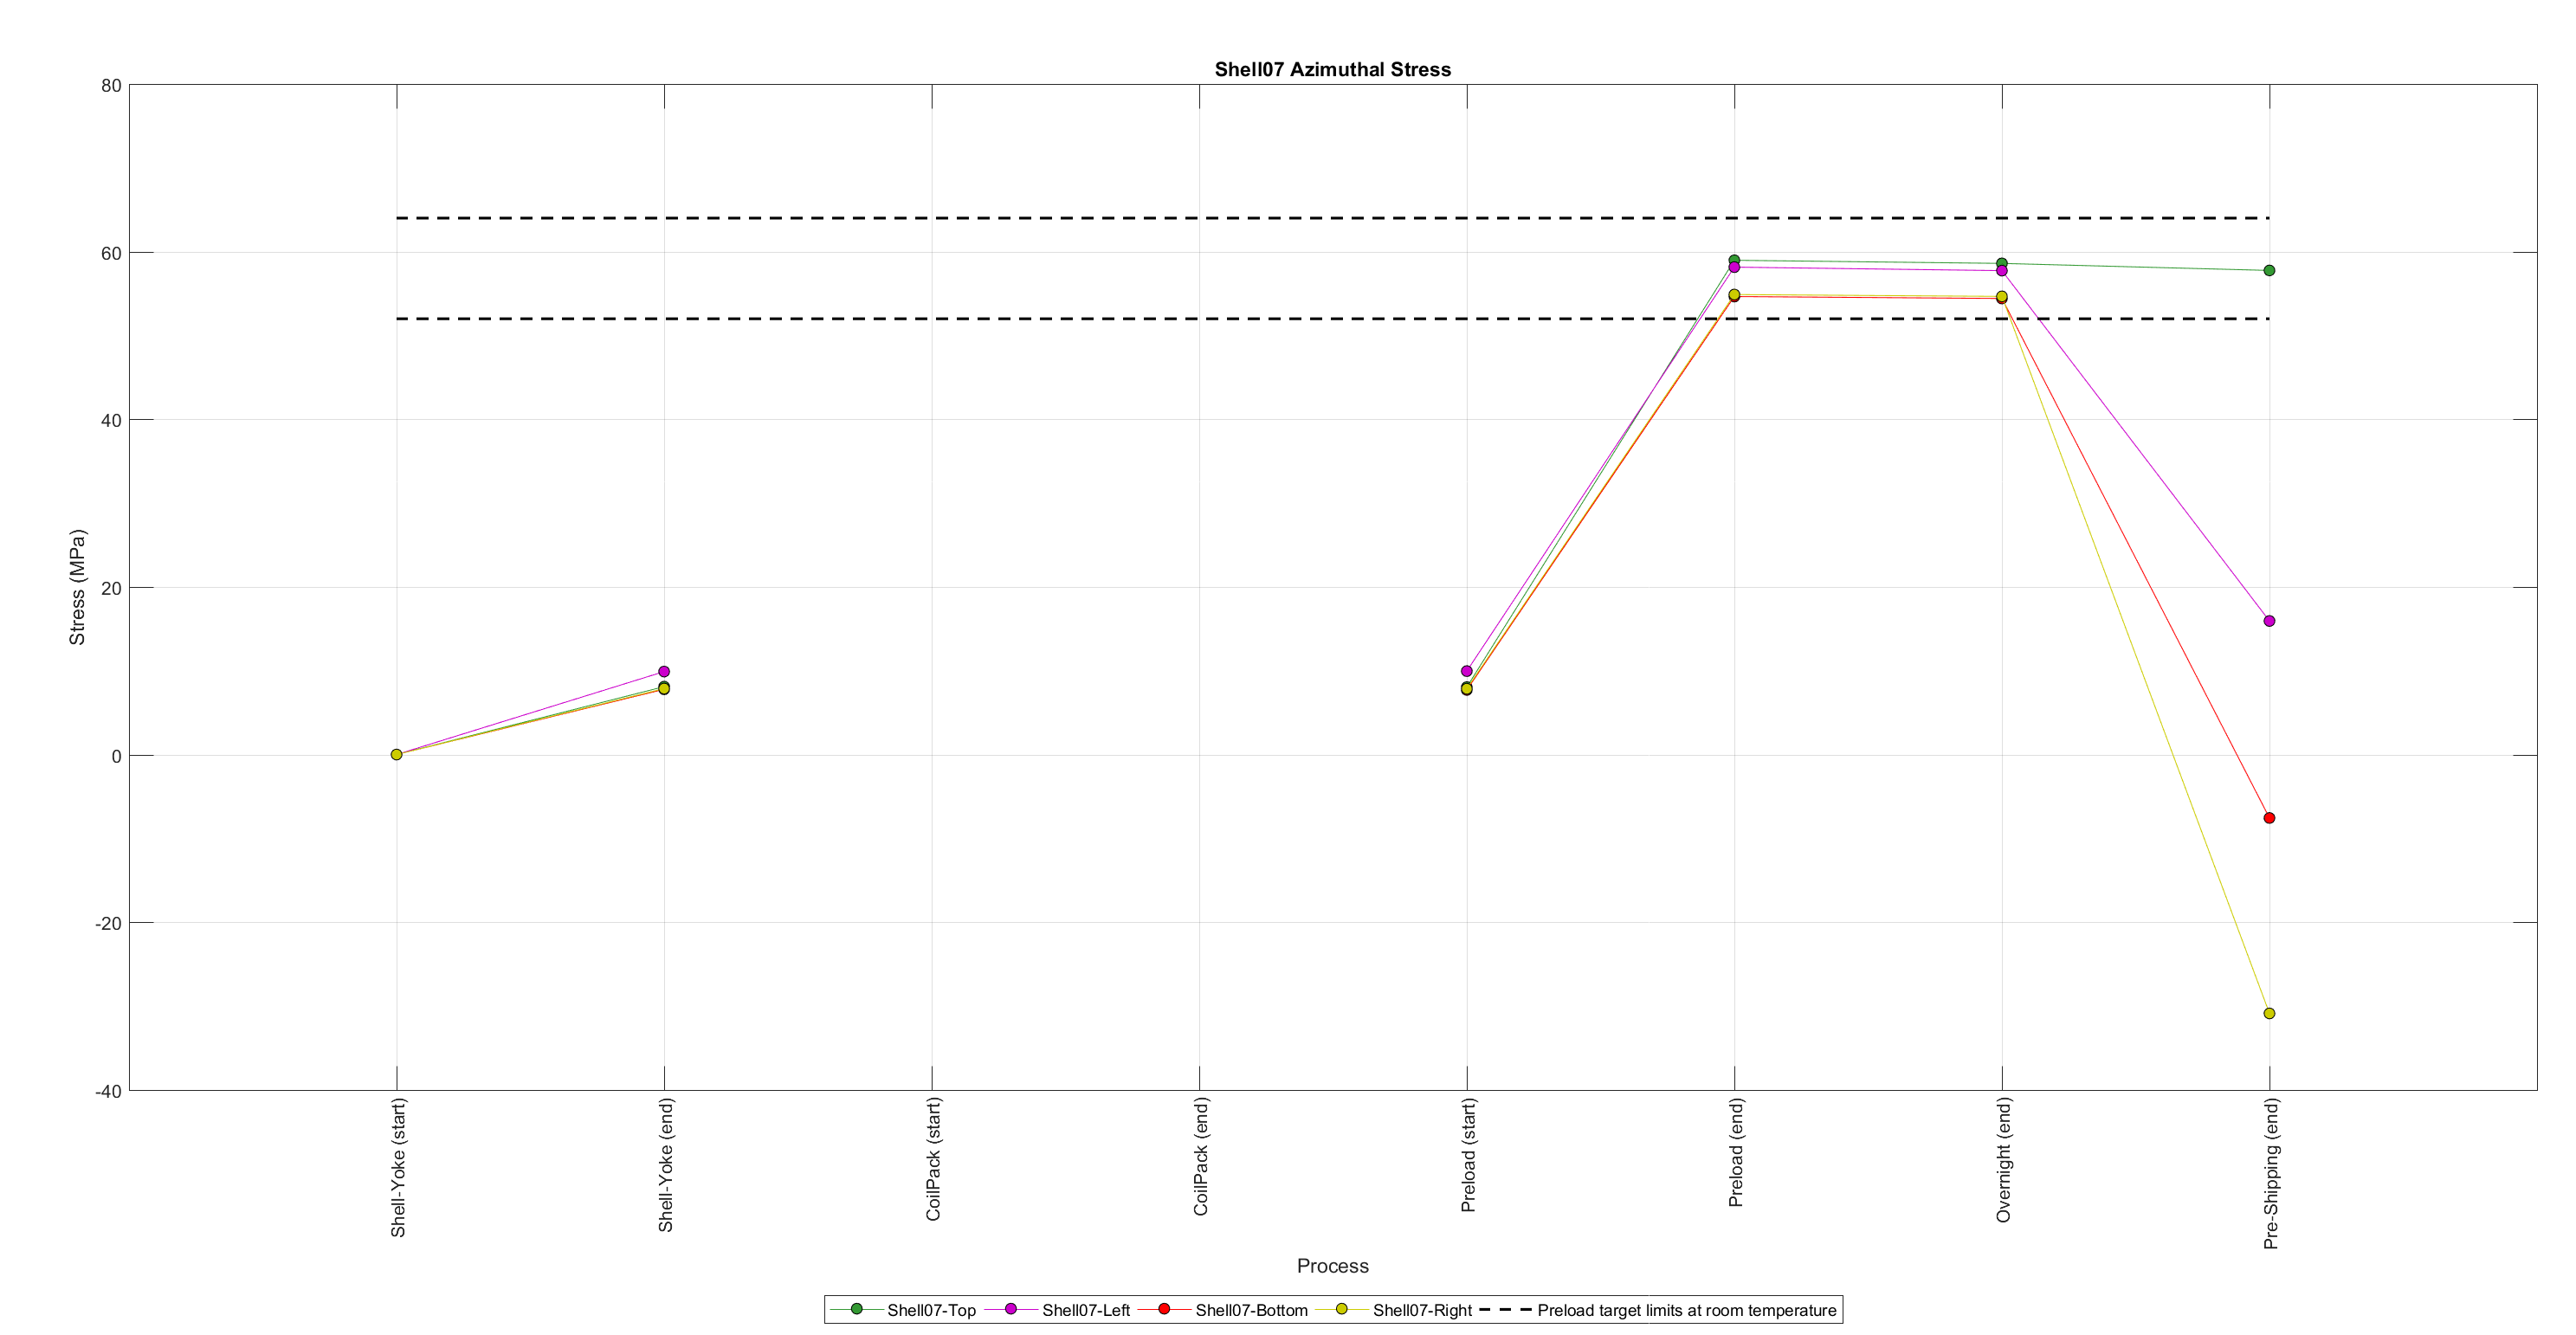 Shell07 Azimuthal Stress
80
60
40
20
0
-20
-40
Stress (MPa)
Shell-Yoke (start)
Shell-Yoke (end)
CoilPack (start)
CoilPack (end)
Preload (start)
Preload (end)
Overnight (end)
Pre-Shipping (end)
Process
Shell07-Top Shell07-Left Shell07-Bottom Shell07-Right Preload target limits at room temperature